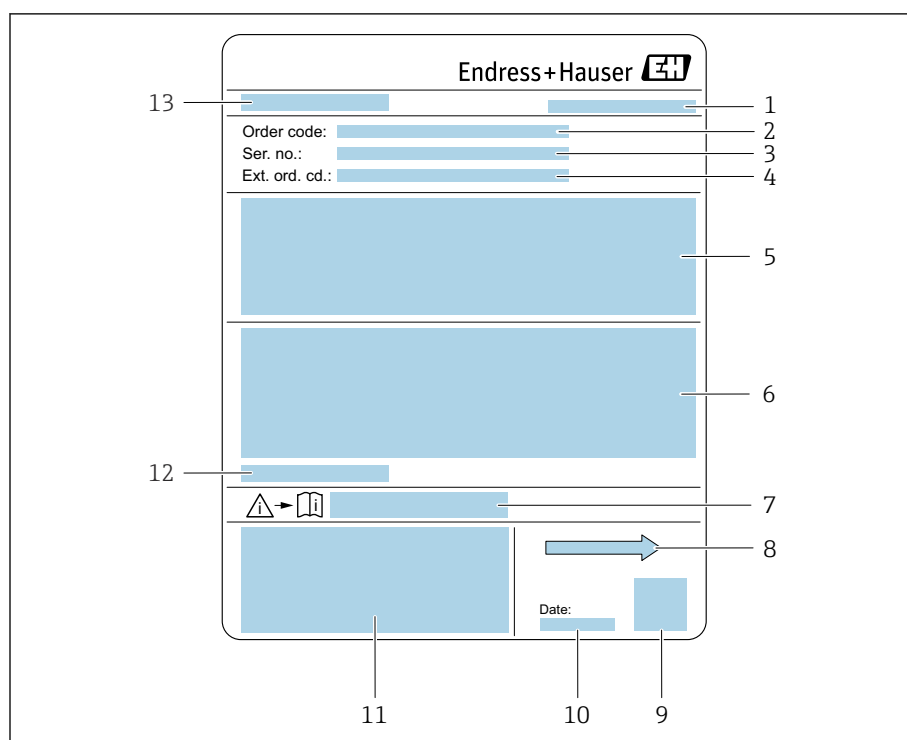 Endress+Hauser EH
13
1
Order code:
2
Ser. no.:
3
Ext. ord. cd.:
4
5
6
12
i i
7
8
Date:
11
10
9